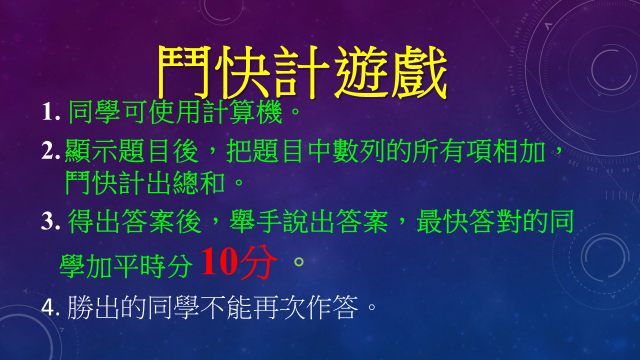 鬥快計遊戲
1. 同學可使用計算機。
2. 顯示題目後，把題目中數列的所有項相加，
鬥快計出總和。
3. 得出答案後，舉手說出答案，最快答對的同
學加平時分 10分 。
4. 勝出的同學不能再次作答。